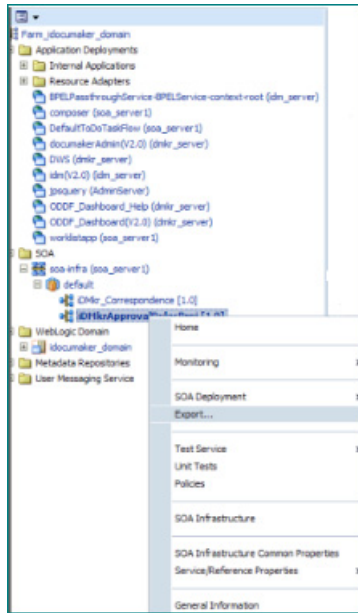 Farm_idocumaker_domain
Application Deployments
Internal Applications
Resource Adapters
BPELPassthroughService-BPELService-context-root (idm_server)
composer (soa_server1)
DefaultToDoTaskFlow (soa_server1)
documakerAdmin(V2.0) (dmkr_server)
DWS (dmkr_server)
idm(V2.0) (idm_server)
jpsquery (AdminServer)
ODDF_Dashboard_Help (dmkr_server)
ODDF_Dashboard(V2.0) (dmkr_server)
worklistapp (soa_server1)
SOA
soa-infra (soa_server1)
default
iDMkr_Correspondence [1.0]
WebLogic Domain
idocumaker_domain
Metadata Repositories
User Messaging Service
Home
Monitoring
SOA Deployment
Export...
Test Service
Unit Tests
Policies
SOA Infrastructure
SOA Infrastructure Common Properties
Service/Reference Properties
General Information